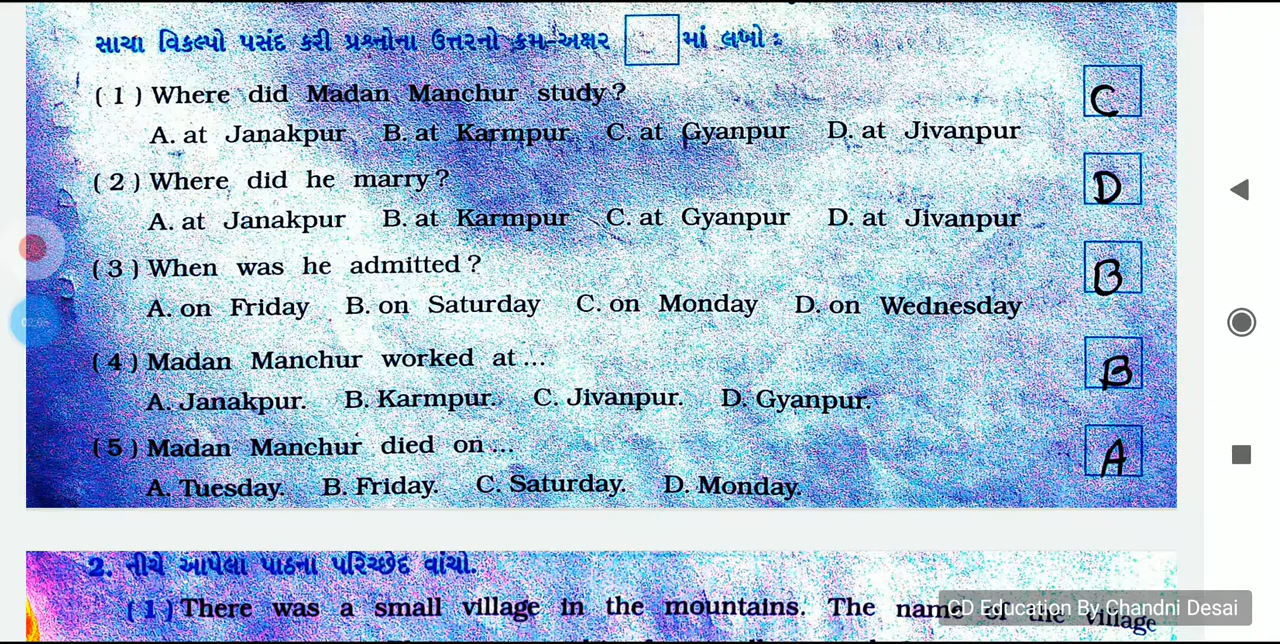 સાચા વિકલ્પો પસંદ કરી પ્રશ્નોના ઉત્તરનો ક્રમ-અક્ષર માં લખો :
( 1 ) Where did Madan Manchur study ? C
A. at Janakpur B. at Karmpur C. at Gyanpur D. at Jivanpur
( 2 ) Where did he marry ? D
A. at Janakpur B. at Karmpur C. at Gyanpur D. at Jivanpur
( 3 ) When was he admitted ? B
A. on Friday B. on Saturday C. on Monday D. on Wednesday
( 4 ) Madan Manchur worked at ... B
A. Janakpur. B. Karmpur. C. Jivanpur. D. Gyanpur.
( 5 ) Madan Manchur died on ... A
A. Tuesday. B. Friday. C. Saturday. D. Monday.
2. નીચે આપેલા પાઠના પરિચ્છેદ વાંચો.
( 1 ) There was a small village in the mountains. The name of the village
CD Education By Chandni Desai